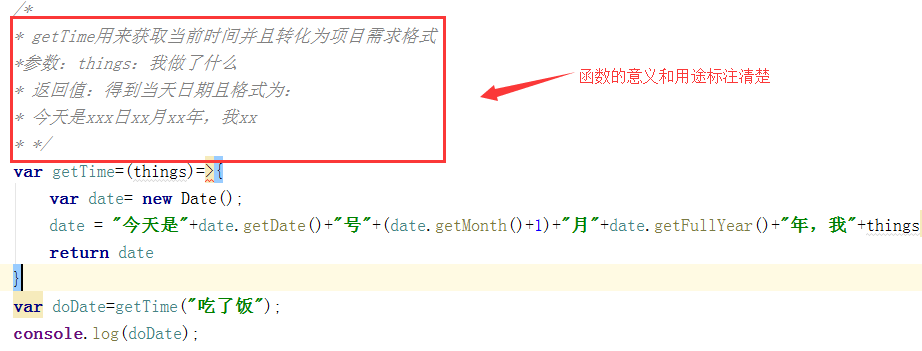 /*
* getTime用来获取当前时间并且转化为项目需求格式
*参数：things：我做了什么
* 返回值：得到当天日期且格式为：
* 今天是xxx日xx月xx年，我xx
* */
函数的意义和用途标注清楚
var getTime=(things)=>{
var date= new Date();
date = "今天是"+date.getDate()+"号"+(date.getMonth()+1)+"月"+date.getFullYear()+"年，我"+things
return date
}
var doDate=getTime("吃了饭");
console.log(doDate);